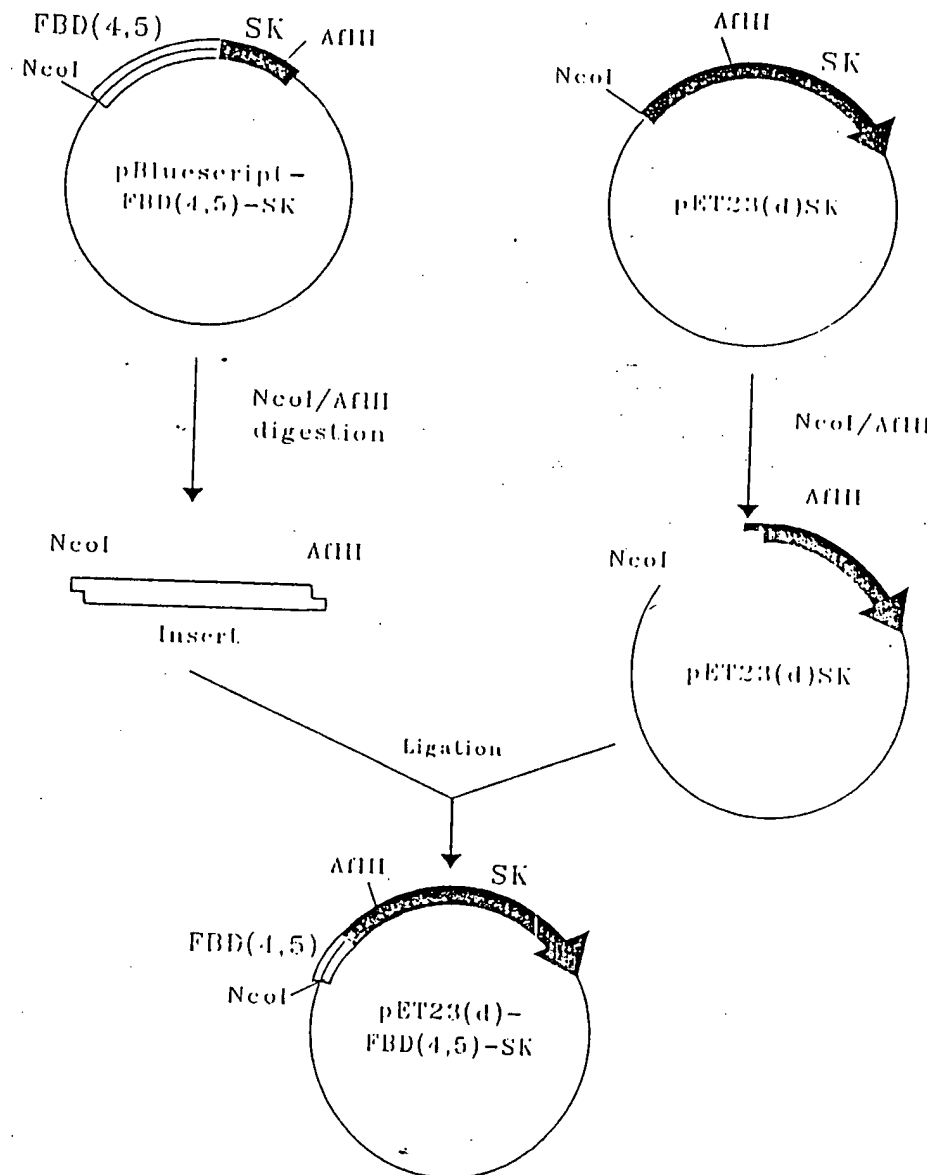 FBD(4,5)
SK
AflII
NcoI
pBluescript-
FBD(4,5)-SK
AflII
SK
NcoI
pET23(d)SK
NcoI/AflII
digestion
NcoI/AflII
NcoI
AflII
Insert
AflII
NcoI
pET23(d)SK
Ligation
AflII
SK
FBD(4,5)
NcoI
pET23(d)-
FBD(4,5)-SK